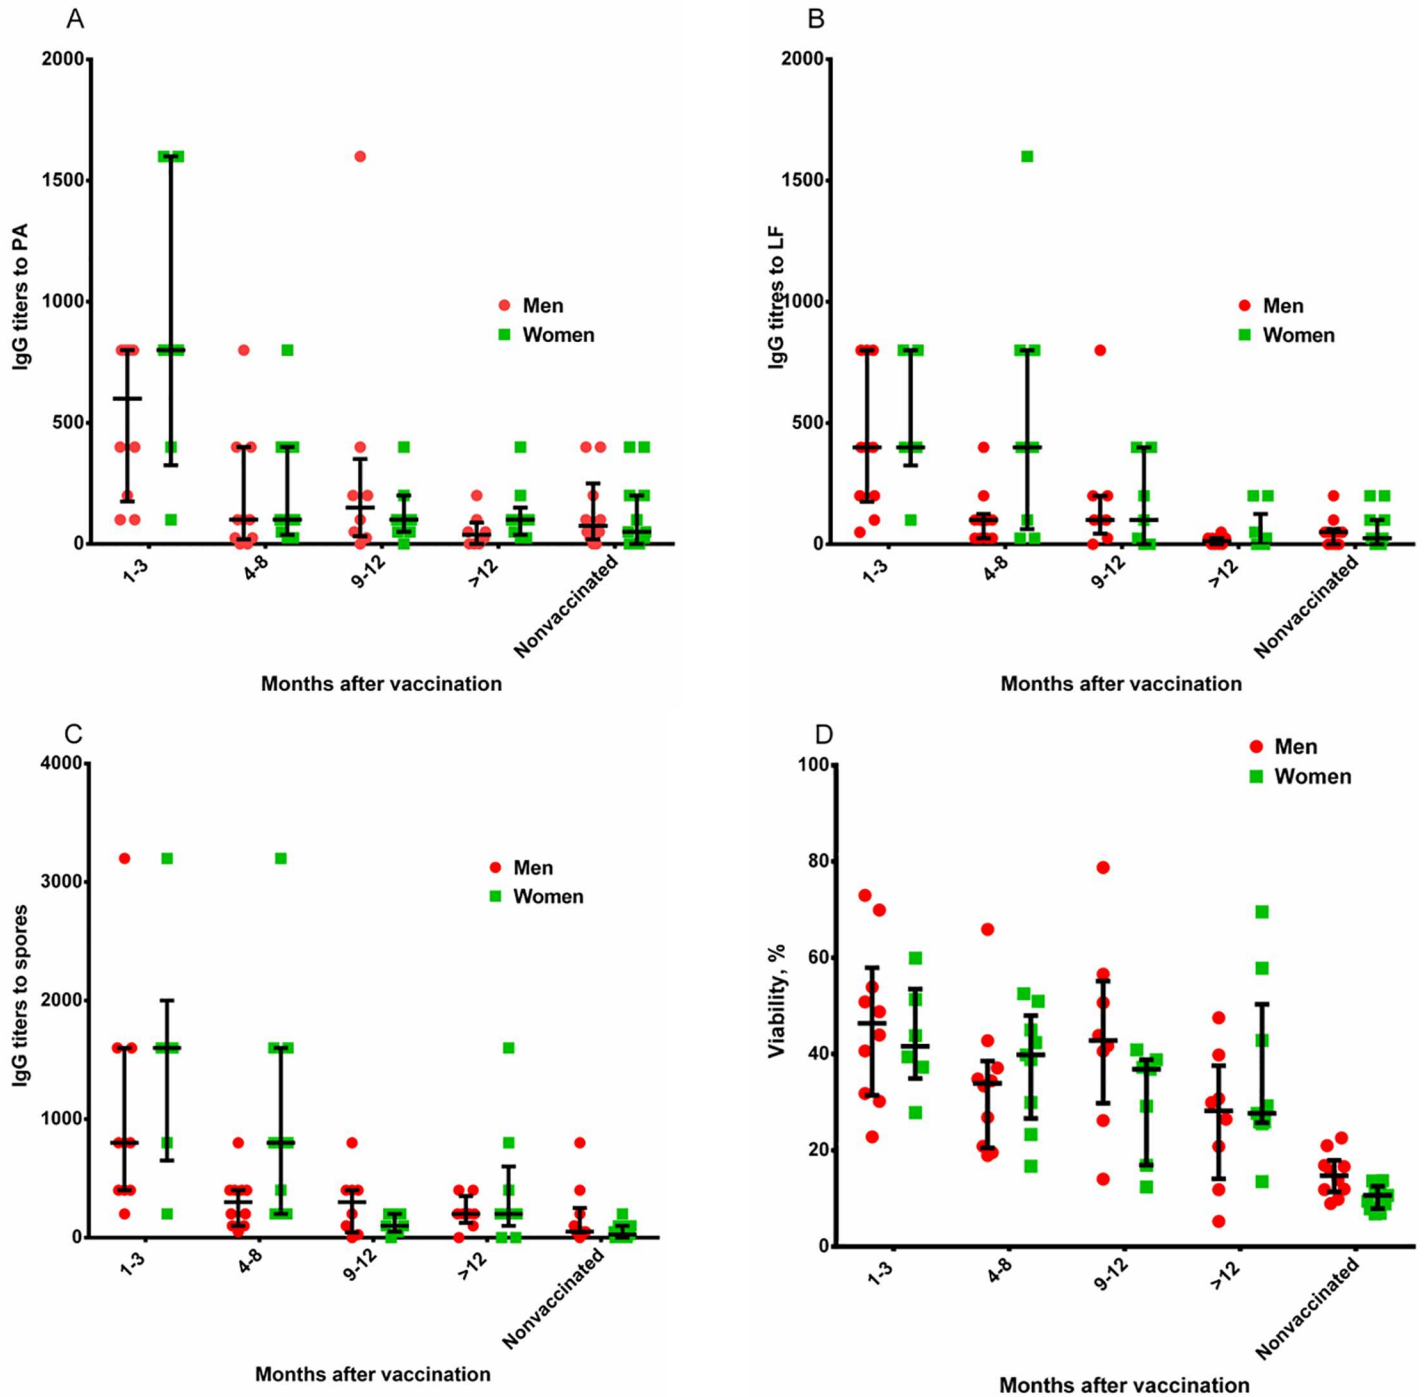 A
2000
1500
1000
500
0
IgG titers to PA
Men
Women
1-3
4-8
9-12
>12
Nonvaccinated
Months after vaccination
B
2000
1500
1000
500
0
IgG titres to LF
Men
Women
1-3
4-8
9-12
>12
Nonvaccinated
Months after vaccination
C
4000
3000
2000
1000
0
IgG titers to spores
Men
Women
1-3
4-8
9-12
>12
Nonvaccinated
Months after vaccination
D
Men
Women
100
80
60
40
20
0
Viability, %
1-3
4-8
9-12
>12
Nonvaccinated
Months after vaccination